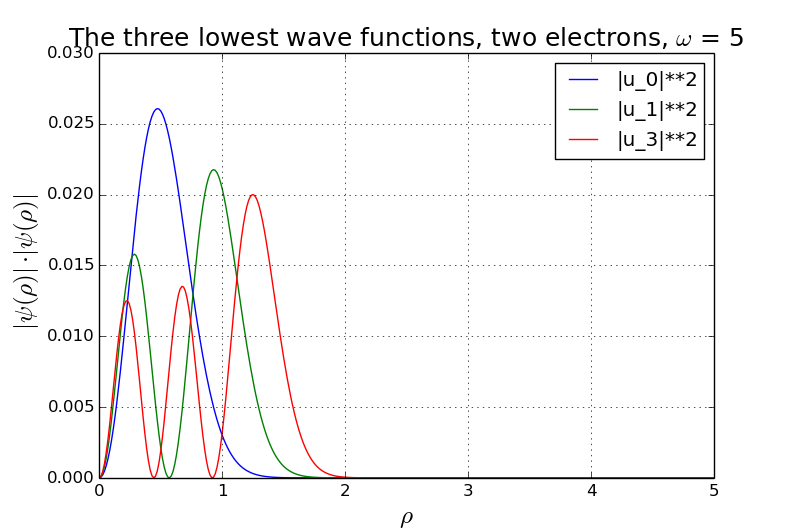 The three lowest wave functions, two electrons, ω = 5
|u_0|**2
|u_1|**2
|u_3|**2
|ψ(ρ)|·|ψ(ρ)|
0.030
0.025
0.020
0.015
0.010
0.005
0.000
0 1 2 3 4 5
ρ